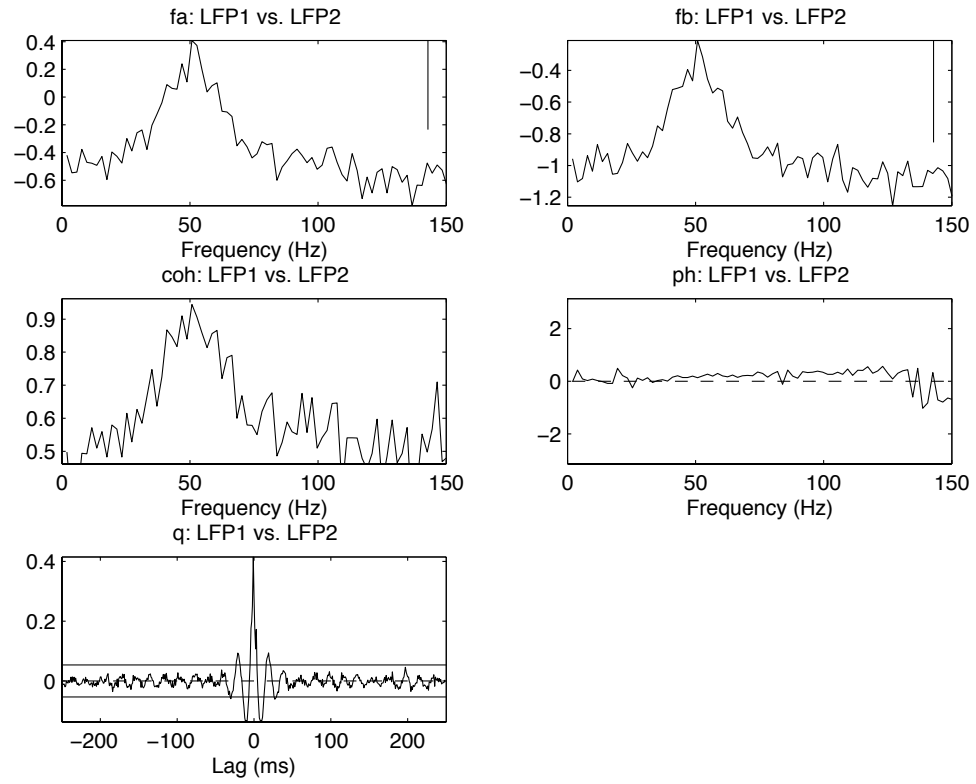 fa: LFP1 vs. LFP2
0.4
0.2
0
−0.2
−0.4
−0.6
0 50 100 150
Frequency (Hz)
fb: LFP1 vs. LFP2
−0.4
−0.6
−0.8
−1
−1.2
0 50 100 150
Frequency (Hz)
coh: LFP1 vs. LFP2
0.9
0.8
0.7
0.6
0.5
0 50 100 150
Frequency (Hz)
ph: LFP1 vs. LFP2
2
0
−2
0 50 100 150
Frequency (Hz)
q: LFP1 vs. LFP2
0.4
0.2
0
−200 −100 0 100 200
Lag (ms)